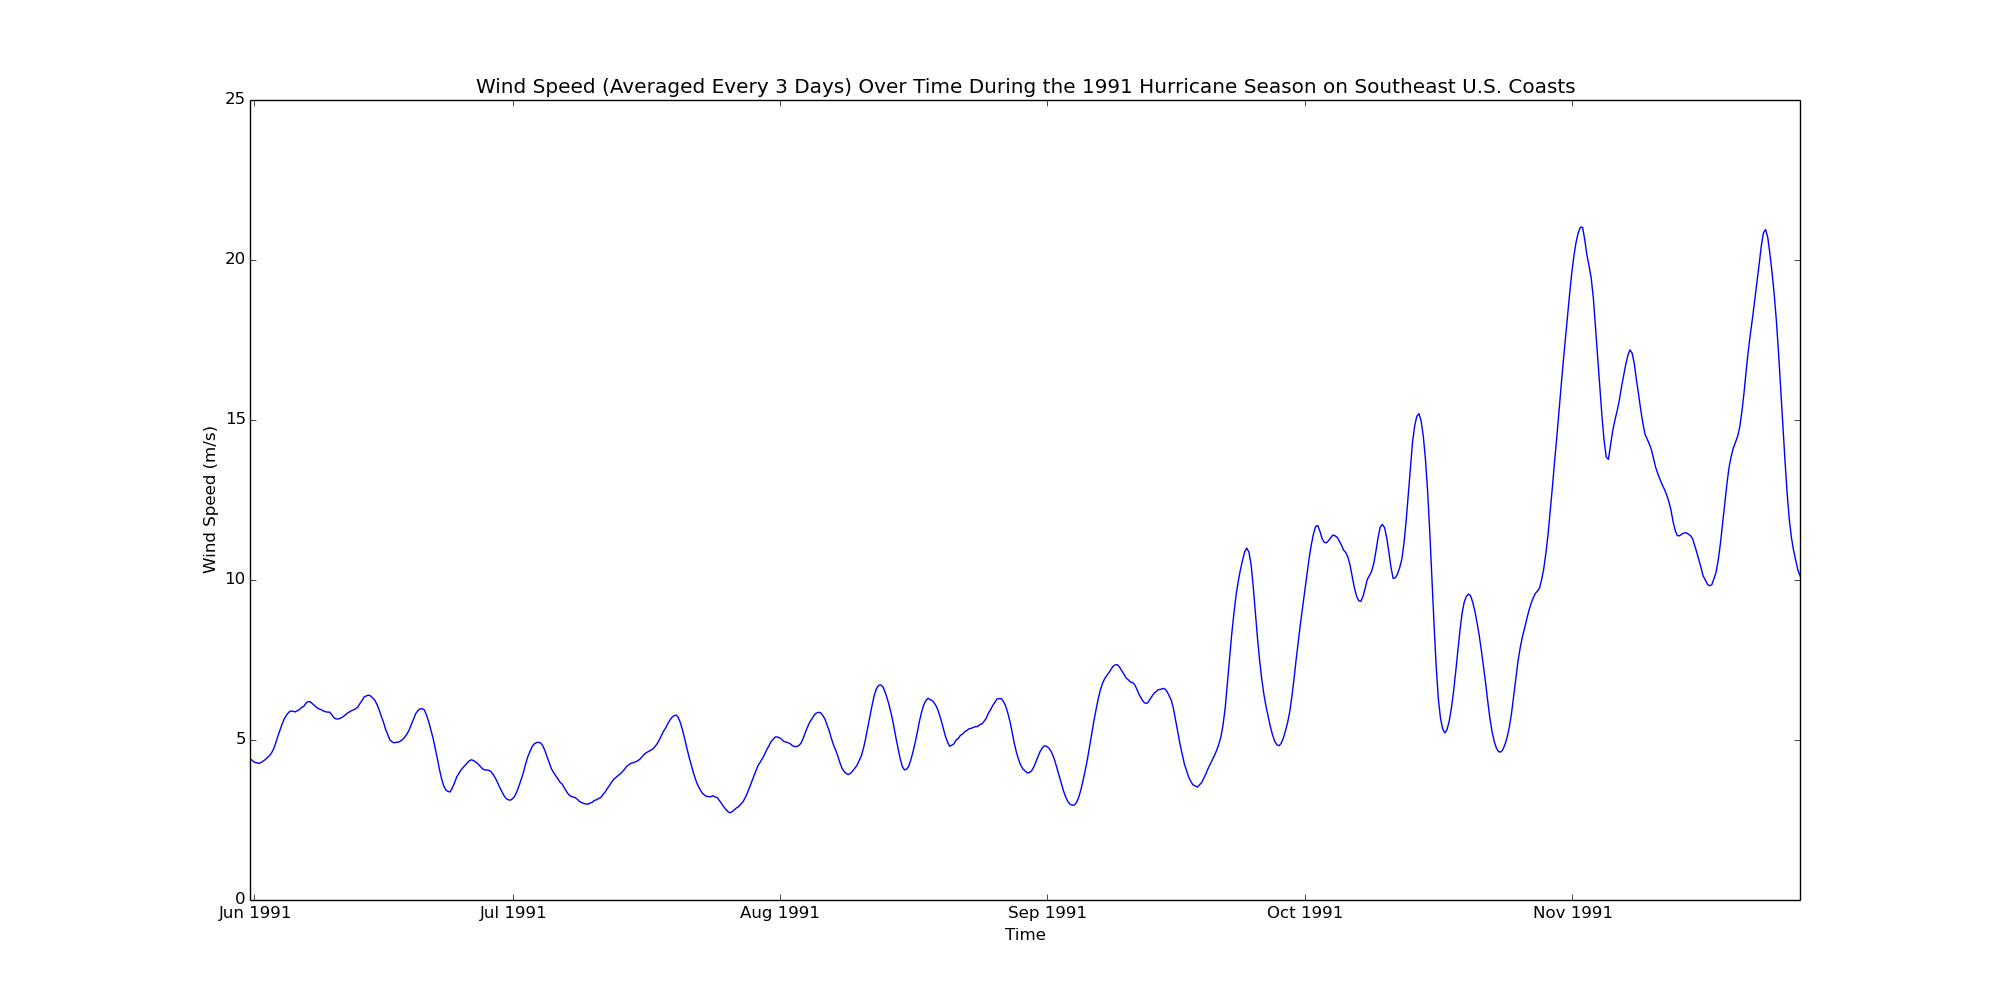 Wind Speed (Averaged Every 3 Days) Over Time During the 1991 Hurricane Season on Southeast U.S. Coasts
25
20
15
10
5
0
Wind Speed (m/s)
Jun 1991 Jul 1991 Aug 1991 Sep 1991 Oct 1991 Nov 1991
Time